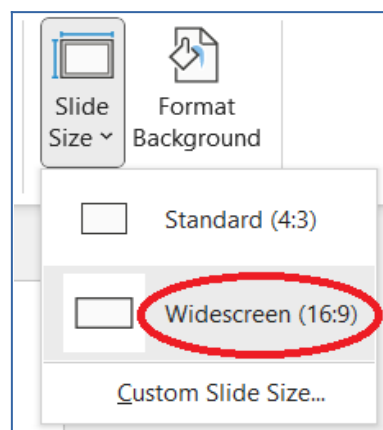 Slide Format
Size Background
Standard (4:3)
Widescreen (16:9)
Custom Slide Size...